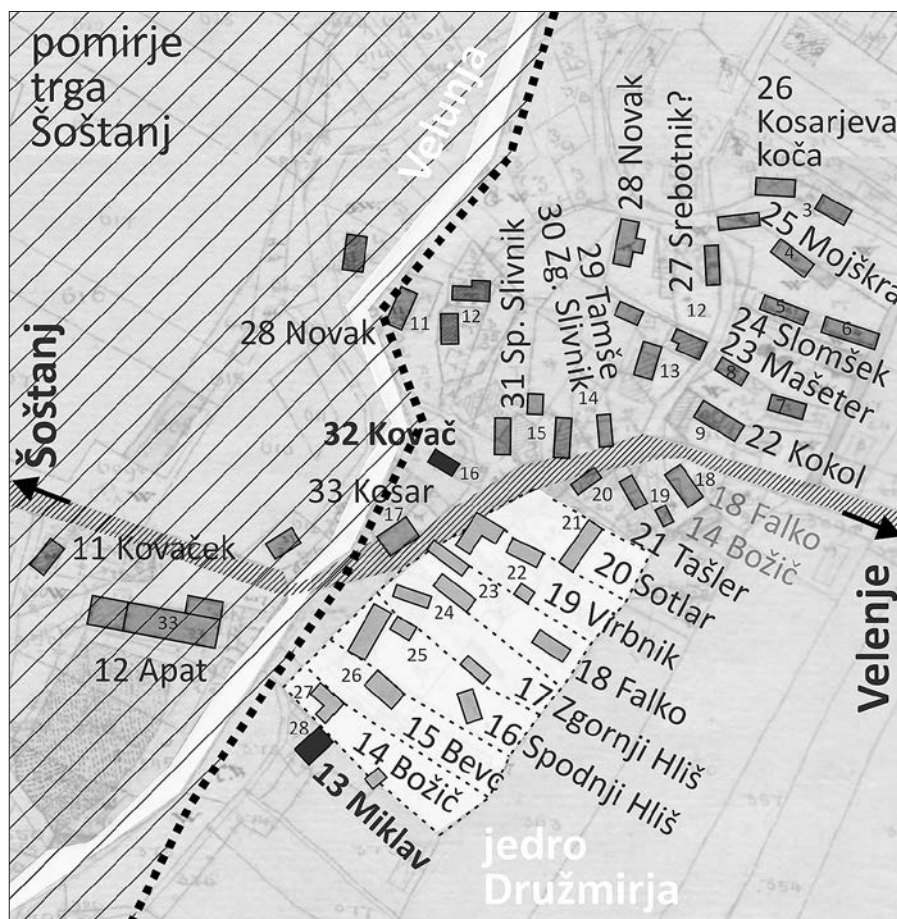 pomirje
trga
Šoštanj
Velunja
26
Kosarjeva
koča
28 Novak
27 Srebotnik?
3
25 Mojškra
4
12
5
24 Slomšek
6
23 Mašeter
8
7
22 Kokol
9
30 Zg. Slivnik
29 Tamše
31 Sp. Slivnik
28 Novak
11
12
13
14
15
32 Kovač
16
33 Kosar
17
Šoštanj
11 Kovaček
33
12 Apat
20
19
18
18 Falko
14 Božič
21 Tašler
21
20 Sotlar
22
19 Virbnik
23
18 Falko
24
17 Zgornji Hliš
25
16 Spodnji Hliš
26
15 Bevc
27
14 Božič
28
13 Miklav
Velenje
jedro
Družmirja